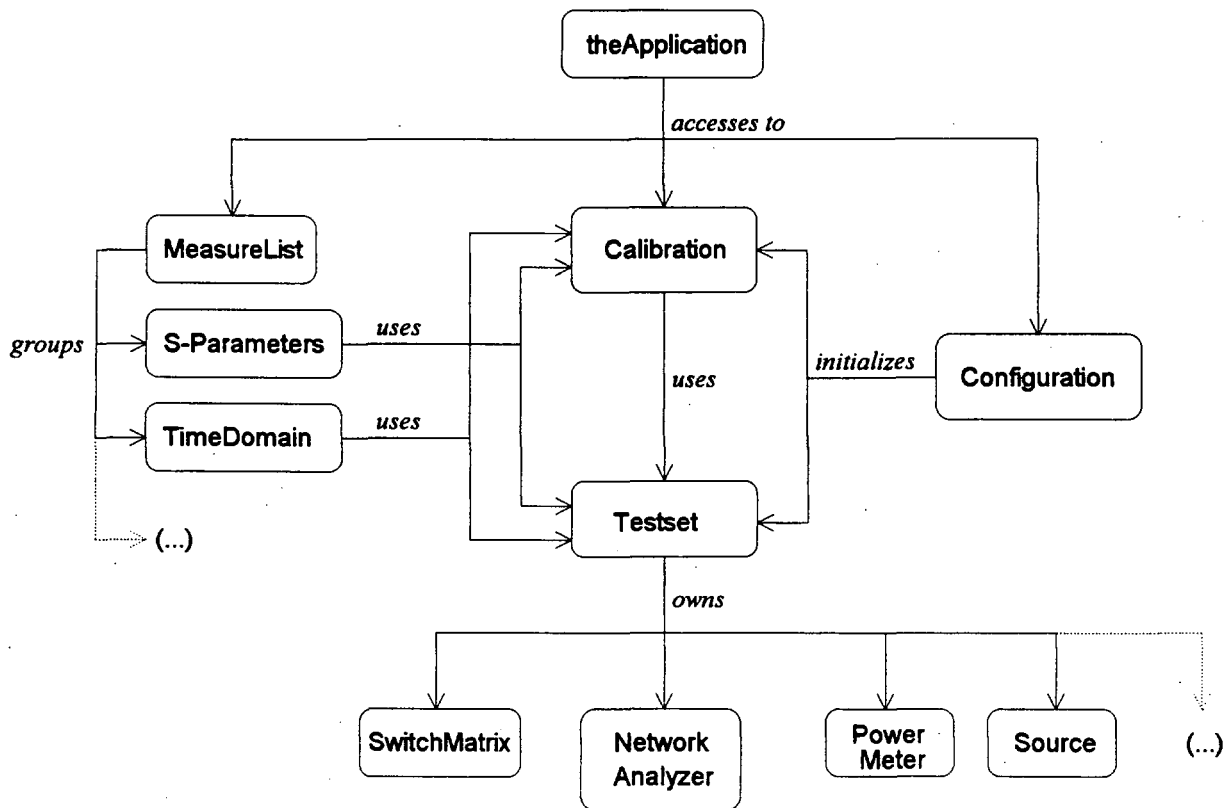 theApplication
accesses to
MeasureList
Calibration
groups
S-Parameters
uses
uses
initializes
Configuration
TimeDomain
uses
Testset
(...)
owns
SwitchMatrix
Network
Analyzer
Power
Meter
Source
(...)